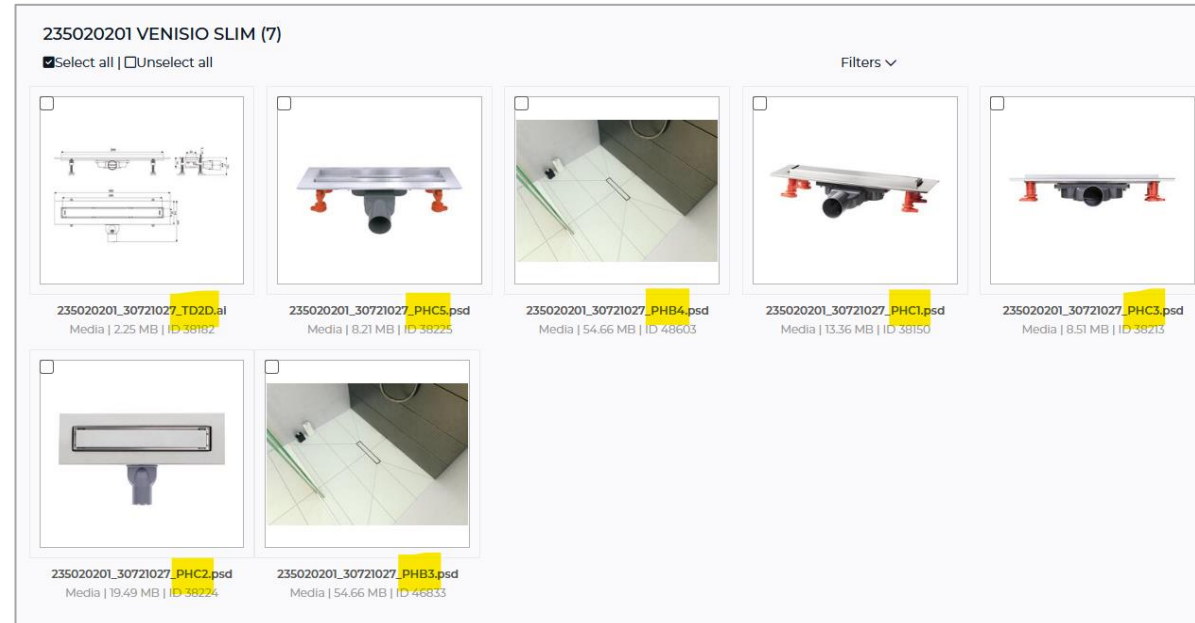 235020201 VENISIO SLIM (7)
Select all | Unselect all
Filters
235020201_30721027_TD2D.ai
Media | 2.25 MB | ID 38182
235020201_30721027_PHC5.psd
Media | 8.21 MB | ID 38225
235020201_30721027_PHB4.psd
Media | 54.66 MB | ID 48603
235020201_30721027_PHC1.psd
Media | 13.36 MB | ID 38150
235020201_30721027_PHC3.psd
Media | 8.51 MB | ID 38213
235020201_30721027_PHC2.psd
Media | 19.49 MB | ID 38224
235020201_30721027_PHB3.psd
Media | 54.66 MB | ID 46833